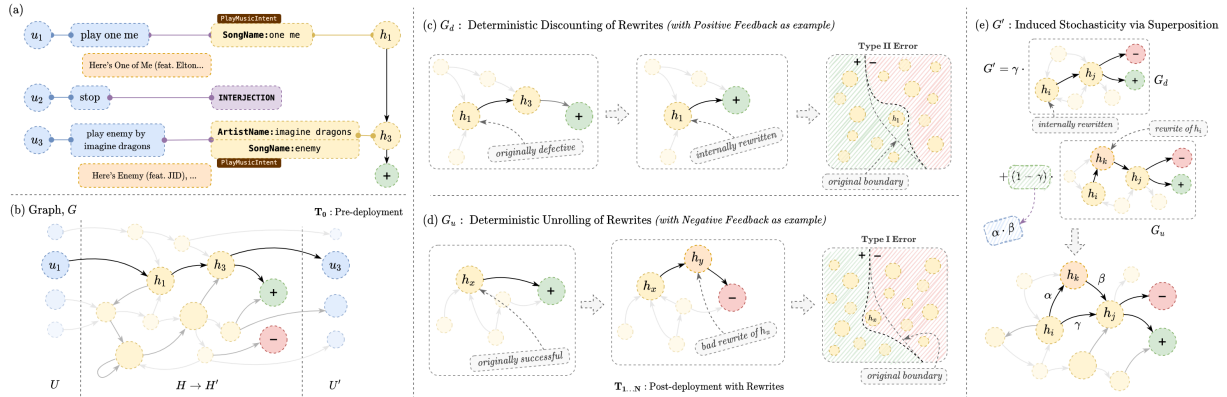 (a)
PlayMusicIntent
u1 play one me SongName:one me h1
Here's One of Me (feat. Elton...
u2 stop INTERJECTION
u3 play enemy by imagine dragons ArtistName:imagine dragons SongName:enemy h3
PlayMusicIntent
Here's Enemy (feat. JID), ...
+
(b) Graph, G
T0 : Pre-deployment
u1 h1 h3 u3
+
−
U H → H′ U′
(c) Gd : Deterministic Discounting of Rewrites (with Positive Feedback as example)
h1 h3 +
originally defective
h1 +
internally rewritten
Type II Error
+ −
h1
original boundary
(d) Gu : Deterministic Unrolling of Rewrites (with Negative Feedback as example)
hx +
originally successful
hx hy −
bad rewrite of hx
Type I Error
+ −
hx
original boundary
T1...N : Post-deployment with Rewrites
(e) G′ : Induced Stochasticity via Superposition
G′ = γ ·
hi hj − +
Gd
internally rewritten
rewrite of hi
+ (1 − γ) ·
hk hi hj − +
Gu
α · β
hk
α β
hi γ hj
−
+